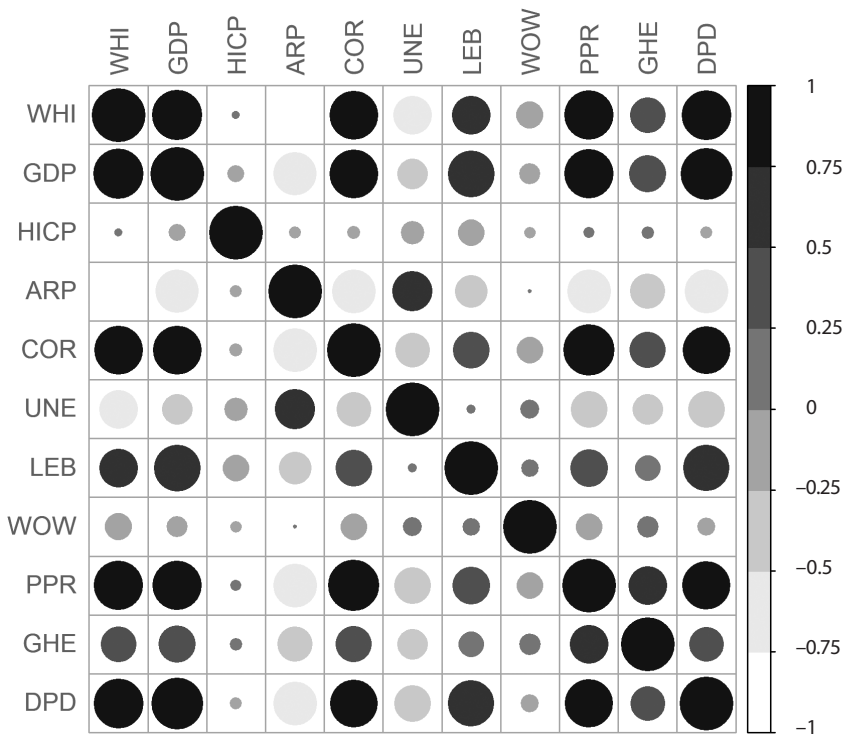 WHI GDP HICP ARP COR UNE LEB WOW PPR GHE DPD
WHI
GDP
HICP
ARP
COR
UNE
LEB
WOW
PPR
GHE
DPD
1
0.75
0.5
0.25
0
–0.25
–0.5
–0.75
–1